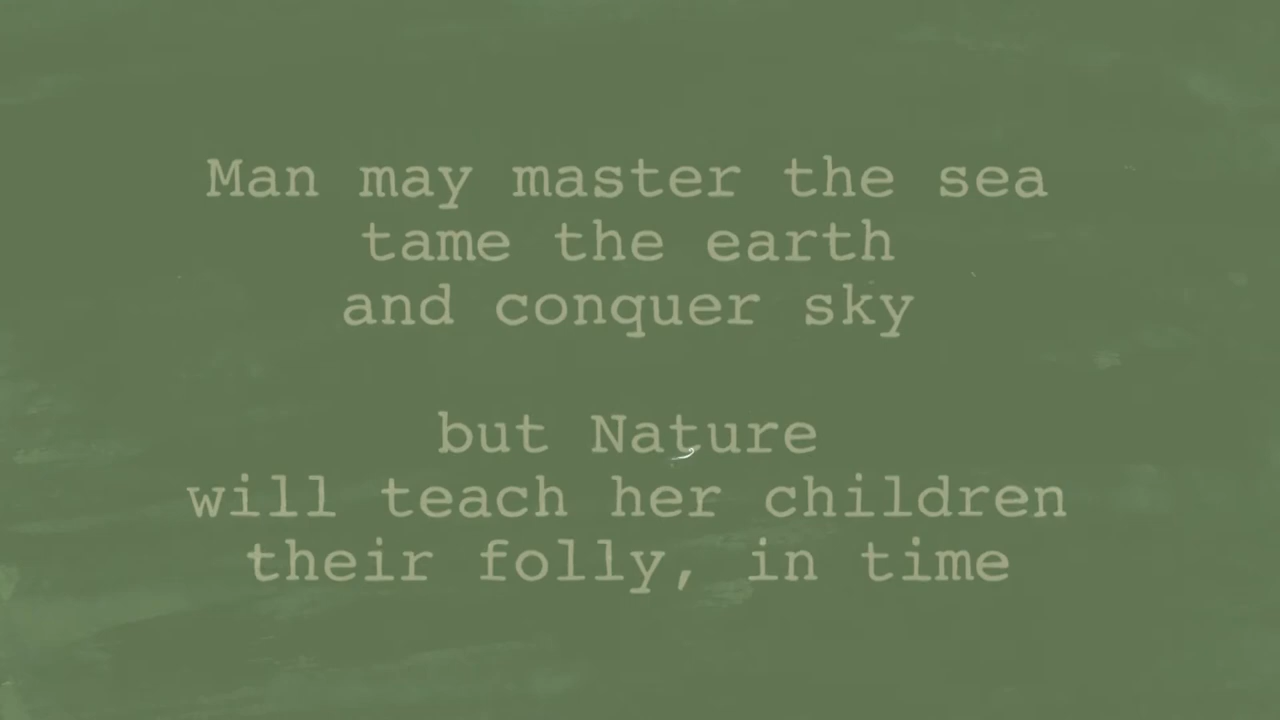 Man may master the sea
tame the earth
and conquer sky
but Nature
will teach her children
their folly, in time